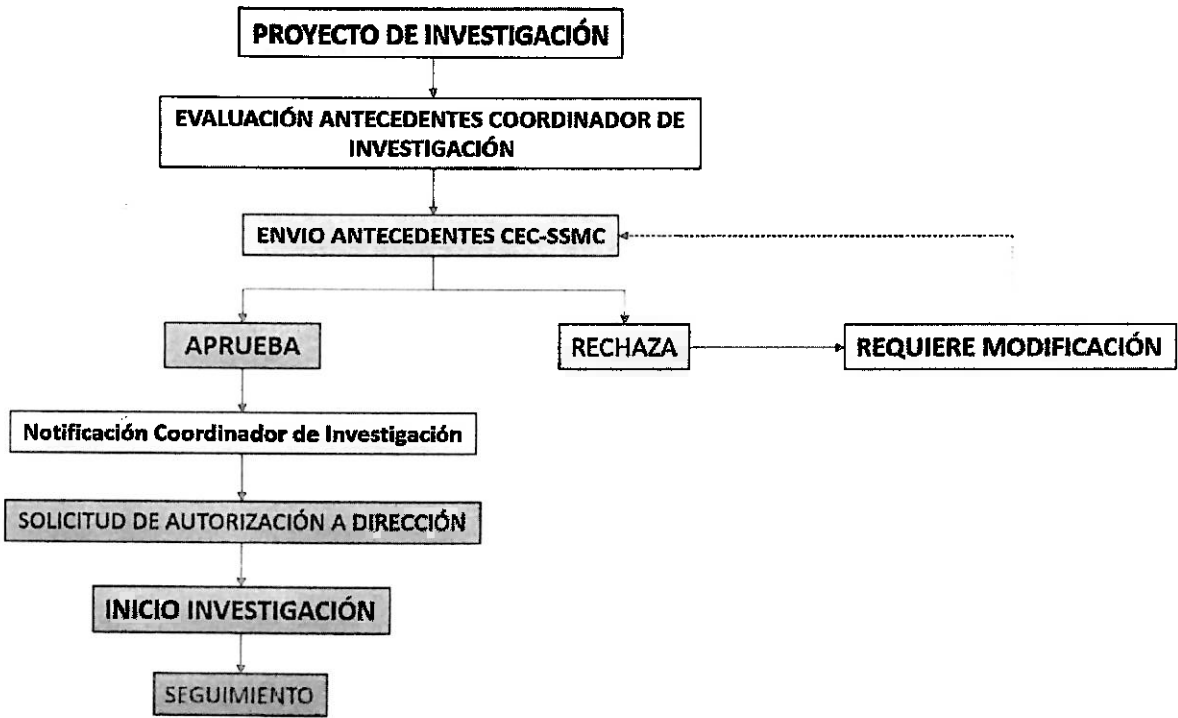 PROYECTO DE INVESTIGACIÓN
EVALUACIÓN ANTECEDENTES COORDINADOR DE
INVESTIGACIÓN
ENVIO ANTECEDENTES CEC-SSMC
APRUEBA
RECHAZA
REQUIERE MODIFICACIÓN
Notificación Coordinador de Investigación
SOLICITUD DE AUTORIZACIÓN A DIRECCIÓN
INICIO INVESTIGACIÓN
SEGUIMIENTO